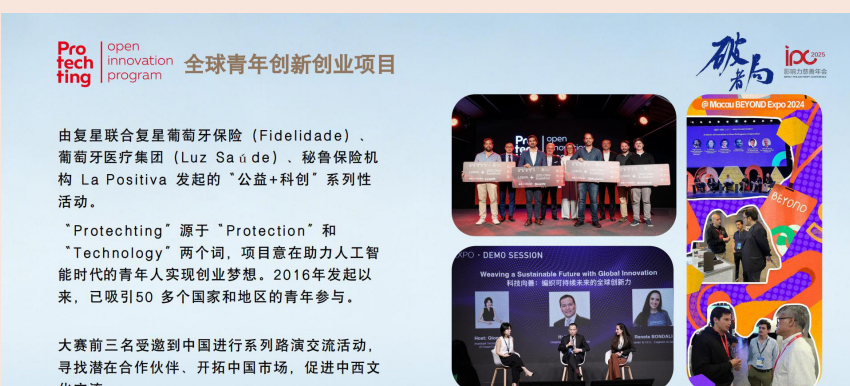 Pro
tech
ting
open
innovation
program
全球青年创新创业项目
破局者
ipc 2025
影响力慈善年会
由复星联合复星葡萄牙保险（Fidelidade）、
葡萄牙医疗集团（Luz Saúde）、秘鲁保险机
构 La Positiva 发起的“公益+科创”系列性
活动。
“Protechting”源于“Protection”和
“Technology”两个词，项目意在助力人工智
能时代的青年人实现创业梦想。2016年发起以
来，已吸引50 多个国家和地区的青年参与。
大赛前三名受邀到中国进行系列路演交流活动，
寻找潜在合作伙伴、开拓中国市场，促进中西文
@ Macau BEYOND Expo 2024
BEYOND
open
EXPO · DEMO SESSION
Weaving a Sustainable Future with Global Innovation
科技向善：编织可持续未来的全球创新力